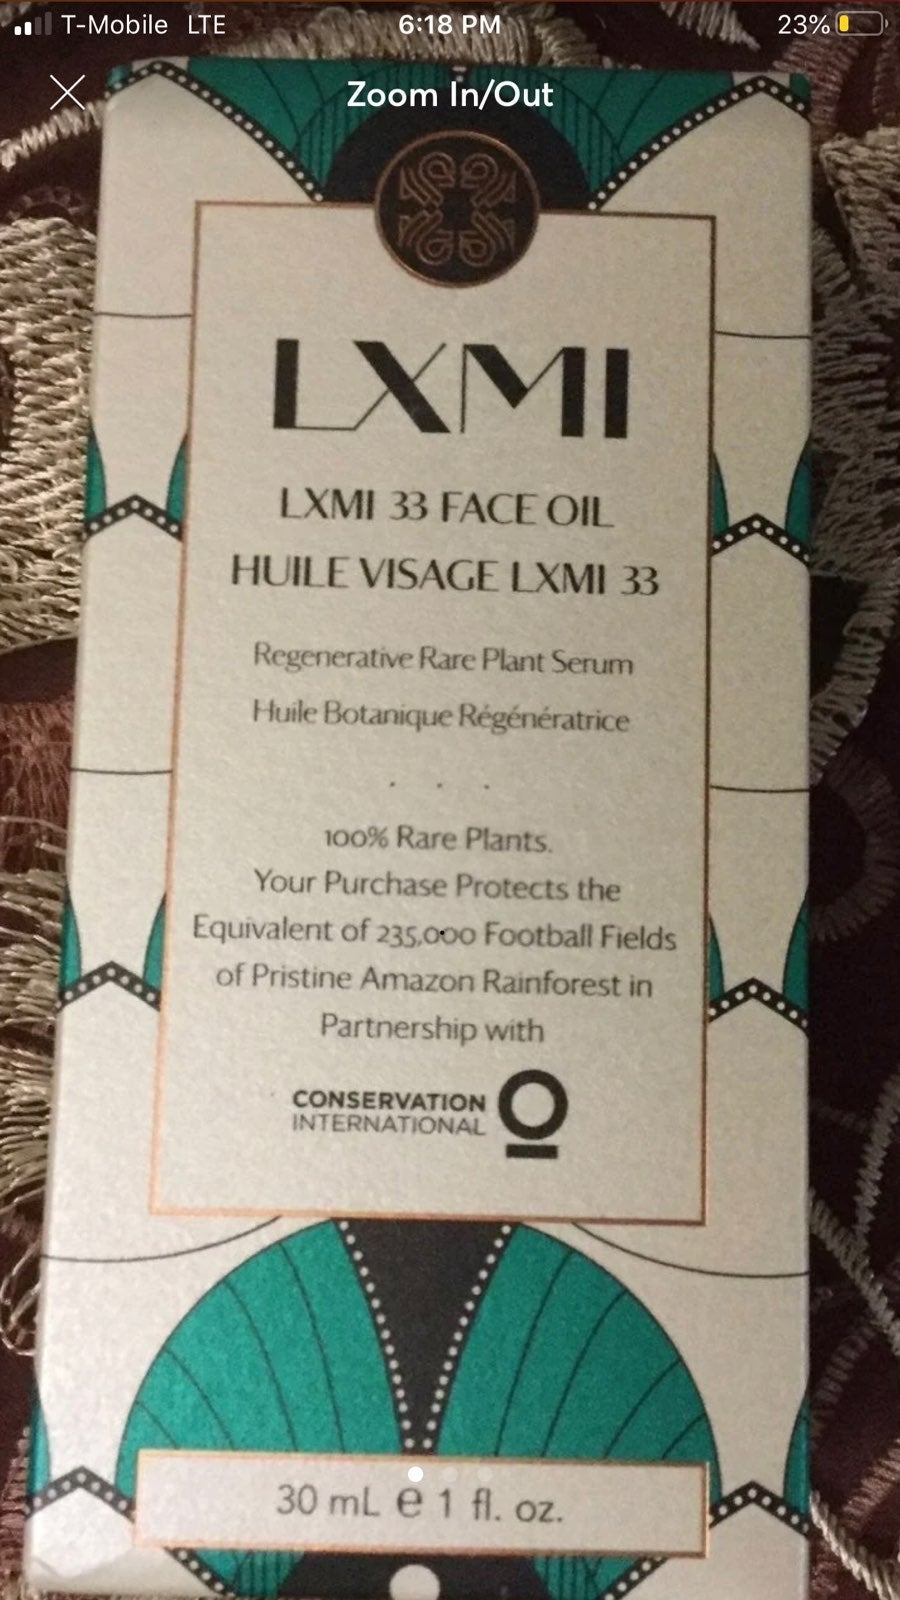 T-Mobile LTE 6:18 PM 23%
Zoom In/Out
LXMI
LXMI 33 FACE OIL
HUILE VISAGE LXMI 33
Regenerative Rare Plant Serum
Huile Botanique Régénératrice
. . .
100% Rare Plants.
Your Purchase Protects the
Equivalent of 235,000 Football Fields
of Pristine Amazon Rainforest in
Partnership with
CONSERVATION
INTERNATIONAL
30 mL e 1 fl. oz.